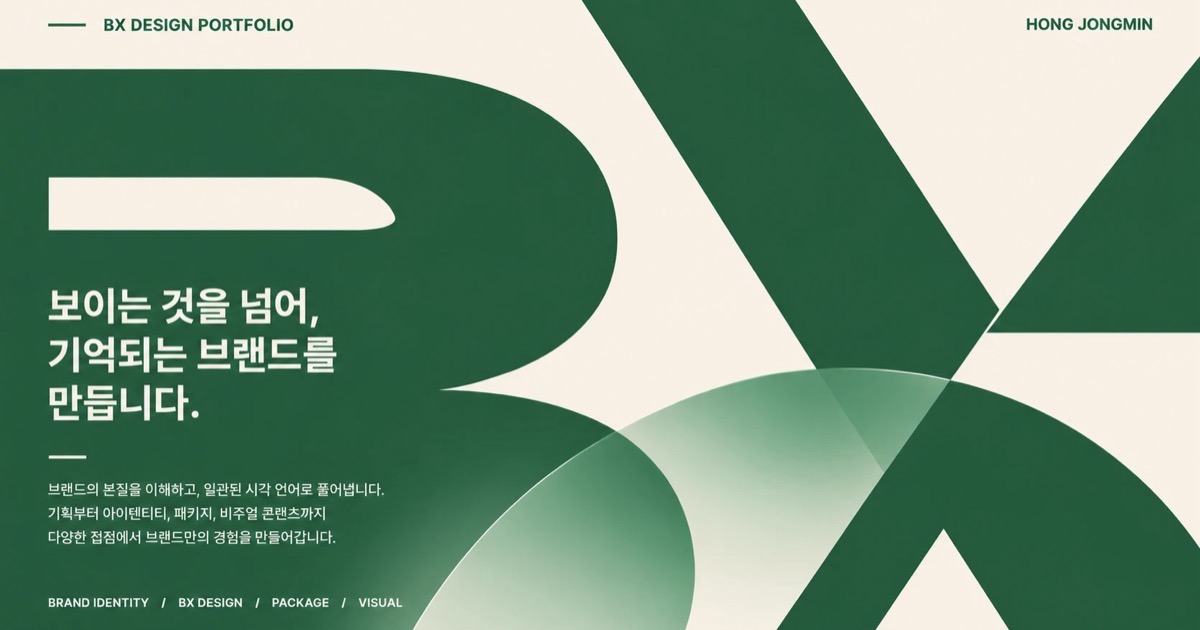 BX DESIGN PORTFOLIO
HONG JONGMIN
BX
보이는 것을 넘어,
기억되는 브랜드를
만듭니다.
브랜드의 본질을 이해하고, 일관된 시각 언어로 풀어냅니다.
기획부터 아이텐티티, 패키지, 비주얼 콘랜츠까지
다양한 접점에서 브랜드만의 경험을 만들어갑니다.
BRAND IDENTITY / BX DESIGN / PACKAGE / VISUAL